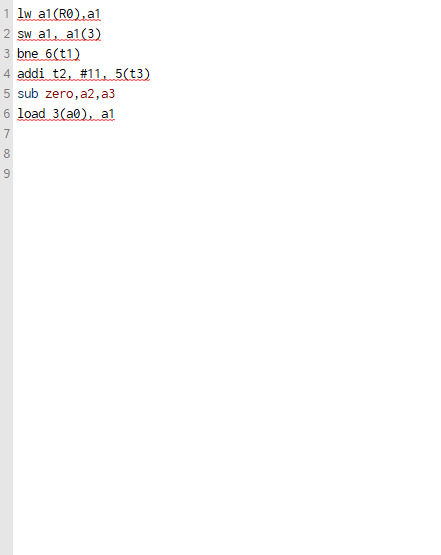 1 lw a1(R0),a1
2 sw a1, a1(3)
3 bne 6(t1)
4 addi t2, #11, 5(t3)
5 sub zero,a2,a3
6 load 3(a0), a1
7
8
9